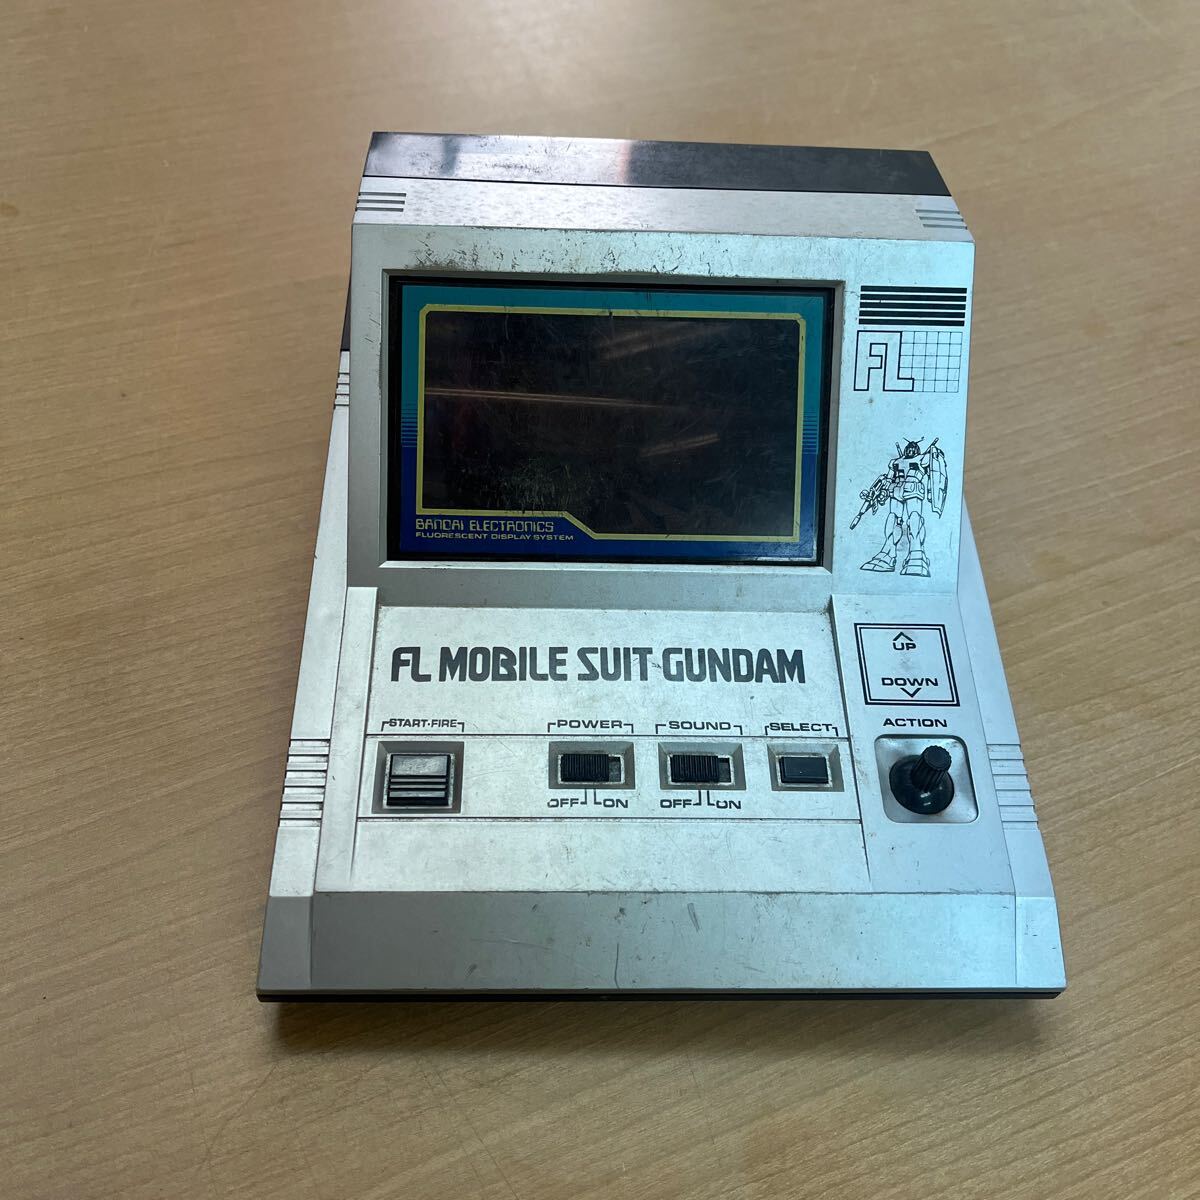 FL
BANDAI ELECTRONICS
FLUORESCENT DISPLAY SYSTEM
FL MOBILE SUIT GUNDAM
UP
DOWN
ACTION
START·FIRE
POWER
SOUND
SELECT
OFF ON
OFF ON